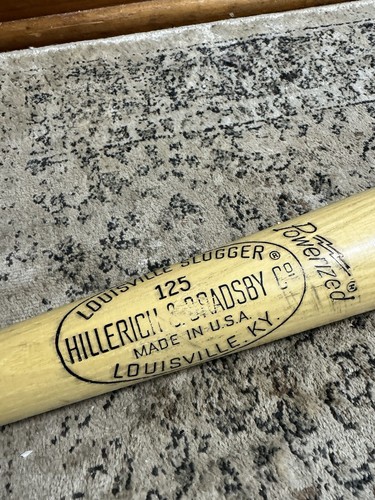 LOUISVILLE SLUGGER®
125
HILLERICH & BRADSBY CO
MADE IN U.S.A.
LOUISVILLE, KY.
Powerized®